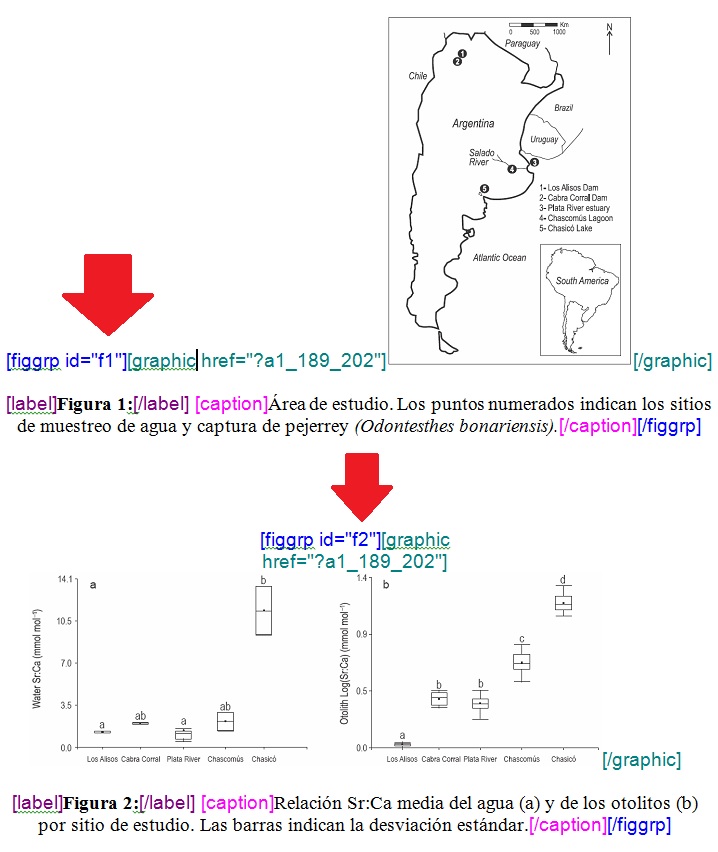 Km
0 500 1000
N
Paraguay
Chile
Brazil
Argentina
Uruguay
Salado
River
1
2
3
4
5
1- Los Alisos Dam
2- Cabra Corral Dam
3- Plata River estuary
4- Chascomús Lagoon
5- Chasicó Lake
Atlantic Ocean
South America
[figgrp id="f1"][graphic href="?a1_189_202"] [/graphic]
[label]Figura 1:[/label] [caption]Área de estudio. Los puntos numerados indican los sitios
de muestreo de agua y captura de pejerrey (Odontesthes bonariensis).[/caption][/figgrp]
[figgrp id="f2"][graphic
href="?a1_189_202"]
a
Water Sr:Ca (mmol mol⁻¹)
14.1
10.5
7.0
3.5
0.0
a
ab
a
ab
b
Los Alisos Cabra Corral Plata River Chascomús Chasicó
b
Otolith Log(Sr:Ca) (mmol mol⁻¹)
1.4
0.9
0.5
0.0
a
b
b
c
d
Los Alisos Cabra Corral Plata River Chascomús Chasicó
[/graphic]
[label]Figura 2:[/label] [caption]Relación Sr:Ca media del agua (a) y de los otolitos (b)
por sitio de estudio. Las barras indican la desviación estándar.[/caption][/figgrp]